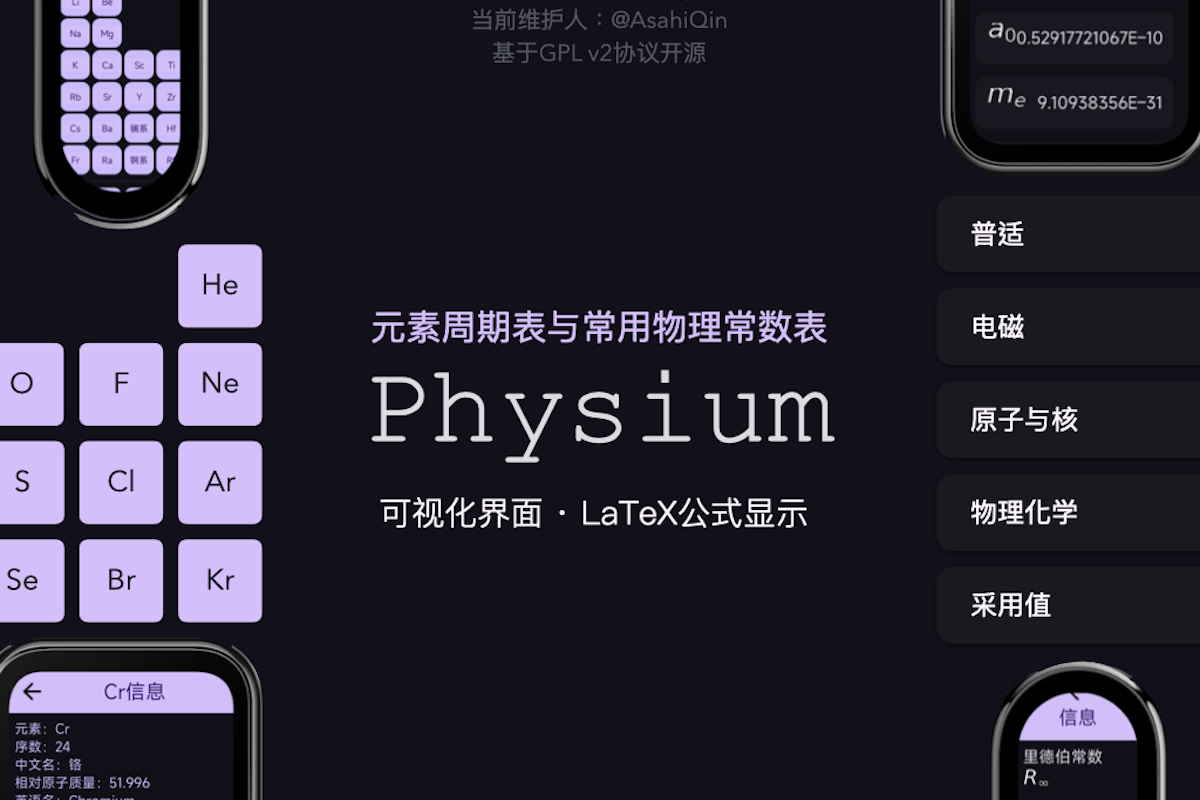 Li Be
Na Mg
K Ca Sc Ti
Rb Sr Y Zr
Cs Ba 镧系 Hf
Fr Ra 锕系
当前维护人：@AsahiQin
基于GPL v2协议开源
a0 0.52917721067E-10
me 9.10938356E-31
He
O F Ne
S Cl Ar
Se Br Kr
元素周期表与常用物理常数表
Physium
可视化界面 · LaTeX公式显示
普适
电磁
原子与核
物理化学
采用值
Cr信息
元素：Cr
序数：24
中文名：铬
相对原子质量：51.996
英语名：Chromium
信息
里德伯常数
R∞